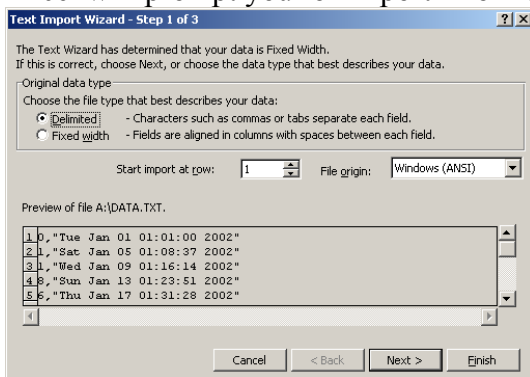 Text Import Wizard - Step 1 of 3
The Text Wizard has determined that your data is Fixed Width.
If this is correct, choose Next, or choose the data type that best describes your data.
Original data type
Choose the file type that best describes your data:
Delimited - Characters such as commas or tabs separate each field.
Fixed width - Fields are aligned in columns with spaces between each field.
Start import at row: 1 File origin: Windows (ANSI)
Preview of file A:\DATA.TXT.
1 0,"Tue Jan 01 01:01:00 2002"
2 1,"Sat Jan 05 01:08:37 2002"
3 1,"Wed Jan 09 01:16:14 2002"
4 8,"Sun Jan 13 01:23:51 2002"
5 6,"Thu Jan 17 01:31:28 2002"
Cancel < Back Next > Finish